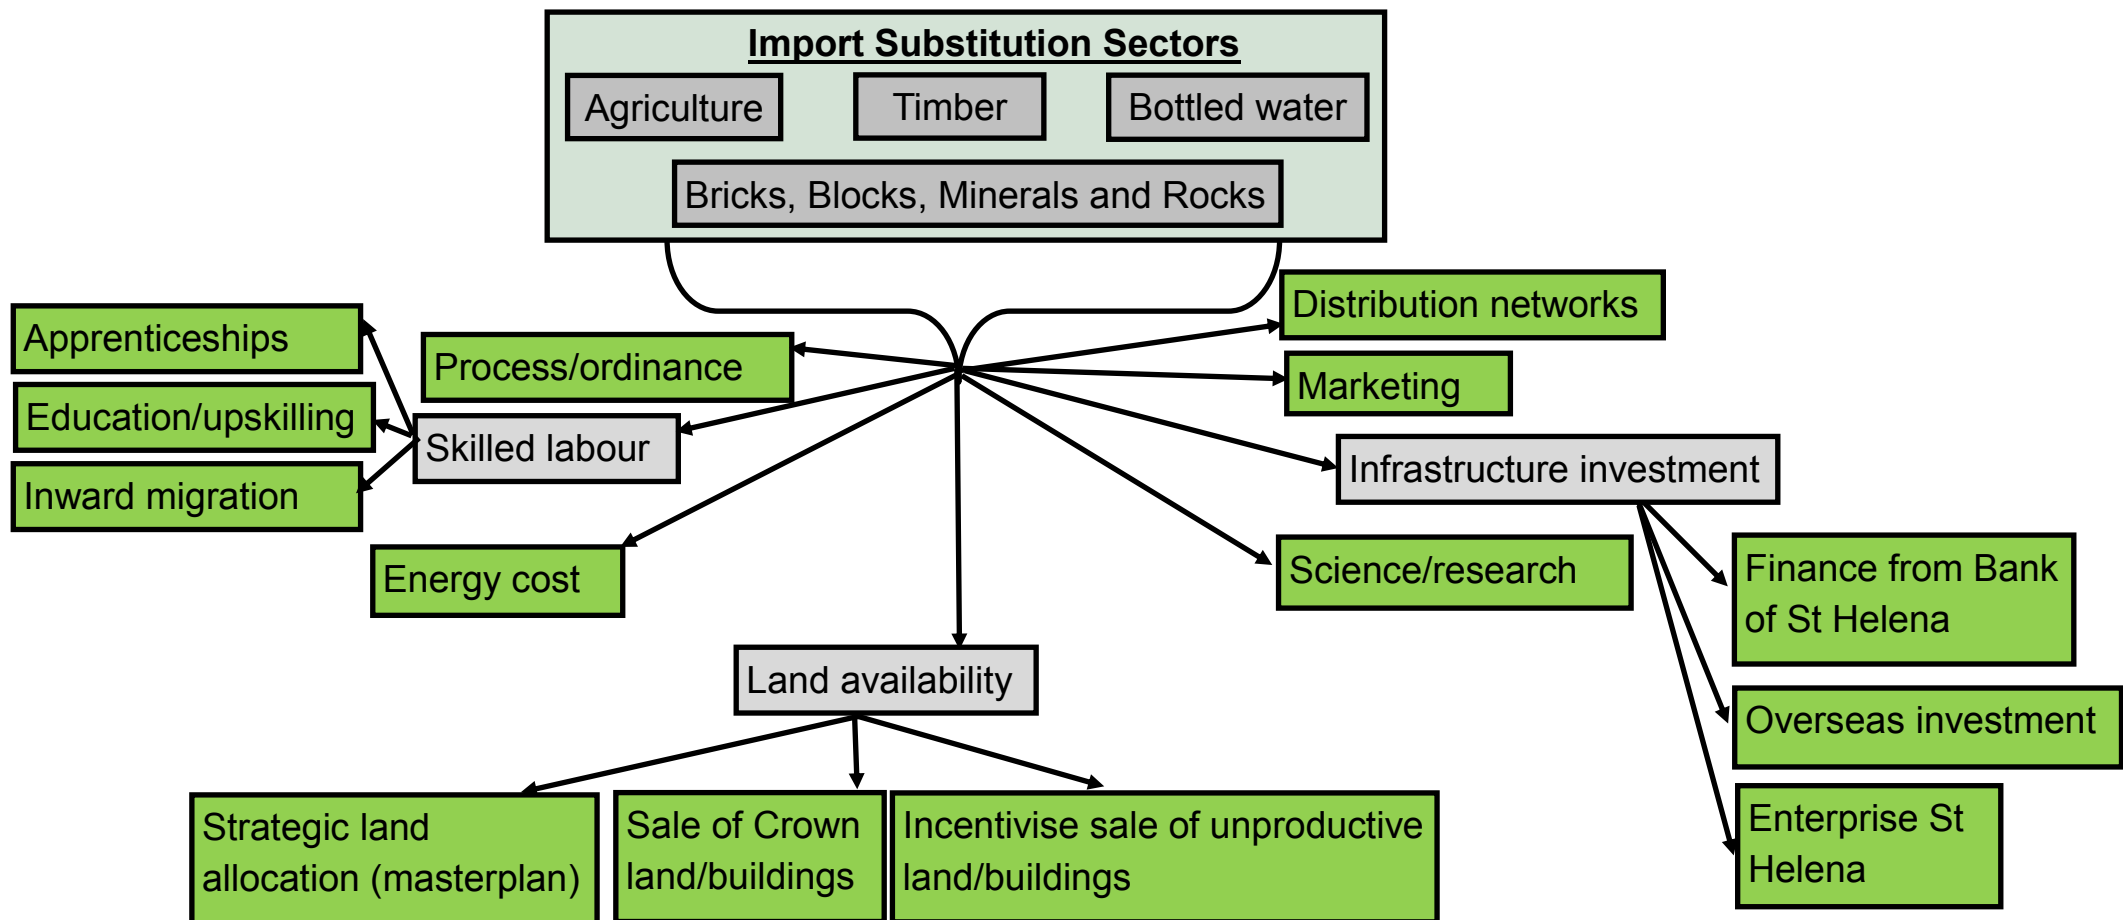 Import Substitution Sectors
Agriculture
Timber
Bottled water
Bricks, Blocks, Minerals and Rocks
Distribution networks
Apprenticeships
Process/ordinance
Marketing
Education/upskilling
Skilled labour
Infrastructure investment
Inward migration
Energy cost
Science/research
Finance from Bank
of St Helena
Land availability
Overseas investment
Strategic land
allocation (masterplan)
Sale of Crown
land/buildings
Incentivise sale of unproductive
land/buildings
Enterprise St
Helena